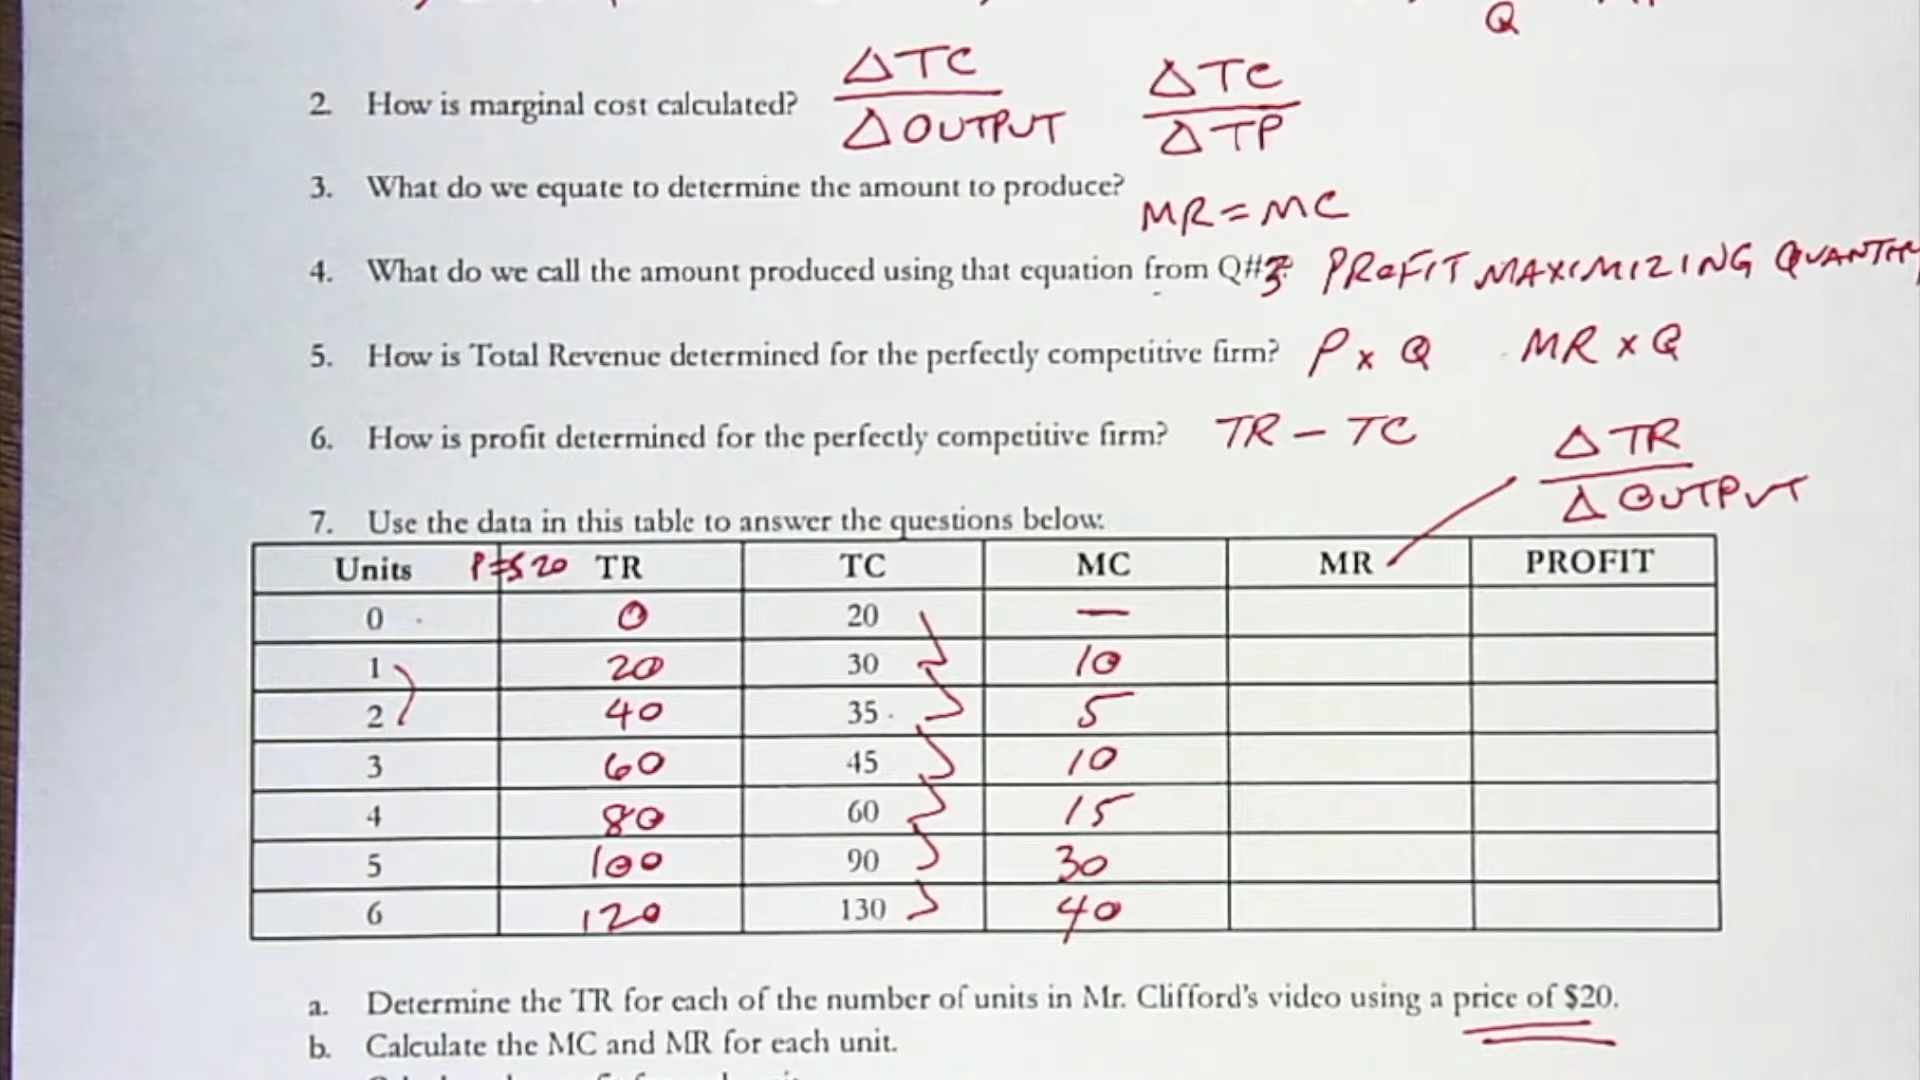 Q
2. How is marginal cost calculated? ΔTC / ΔOUTPUT ΔTC / ΔTP
3. What do we equate to determine the amount to produce? MR = MC
4. What do we call the amount produced using that equation from Q#3 PROFIT MAXIMIZING QUANTITY
5. How is Total Revenue determined for the perfectly competitive firm? P x Q MR x Q
6. How is profit determined for the perfectly competitive firm? TR - TC
ΔTR / ΔOUTPUT
7. Use the data in this table to answer the questions below:
Units P=$20 TR TC MC MR PROFIT
0 0 20 —
1 20 30 10
2 40 35 5
3 60 45 10
4 80 60 15
5 100 90 30
6 120 130 40
a. Determine the TR for each of the number of units in Mr. Clifford's video using a price of $20.
b. Calculate the MC and MR for each unit.